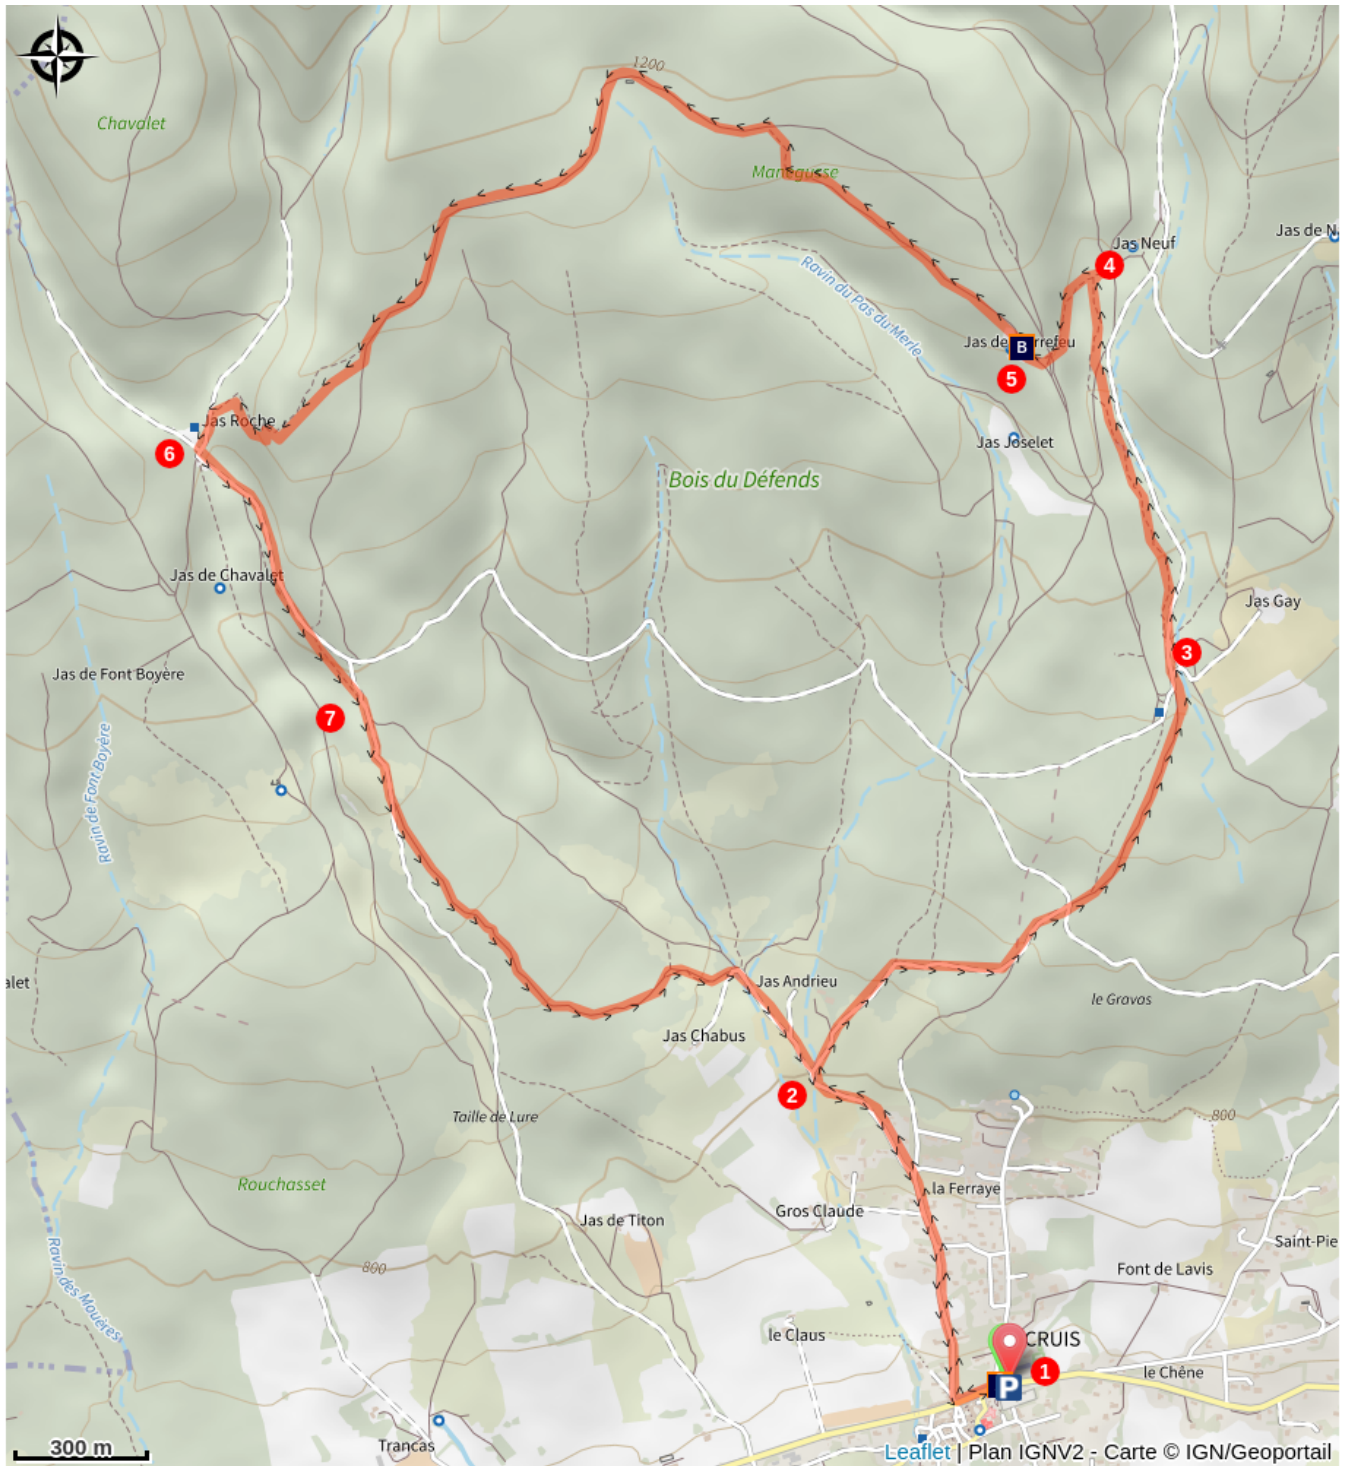 1200
Chavalet
Manégusse
Jas Neuf
Jas de N
4
Ravin du Pas du Merle
Jas de
rrefeu
B
5
Jas Roche
6
Jas Joselet
Bois du Défends
Jas de Chavalet
Jas Gay
3
Jas de Font Boyère
7
Ravin de Font Boyère
Jas Andrieu
alet
le Gravas
Jas Chabus
2
Taille de Lure
800
Rouchasset
la Ferraye
Gros Claude
Jas de Titon
Saint-Pie
Ravin des Mouères
800
Font de Lavis
le Claus
CRUIS
1
le Chêne
P
Trancas
300 m
Leaflet | Plan IGNV2 - Carte © IGN/Geoportail